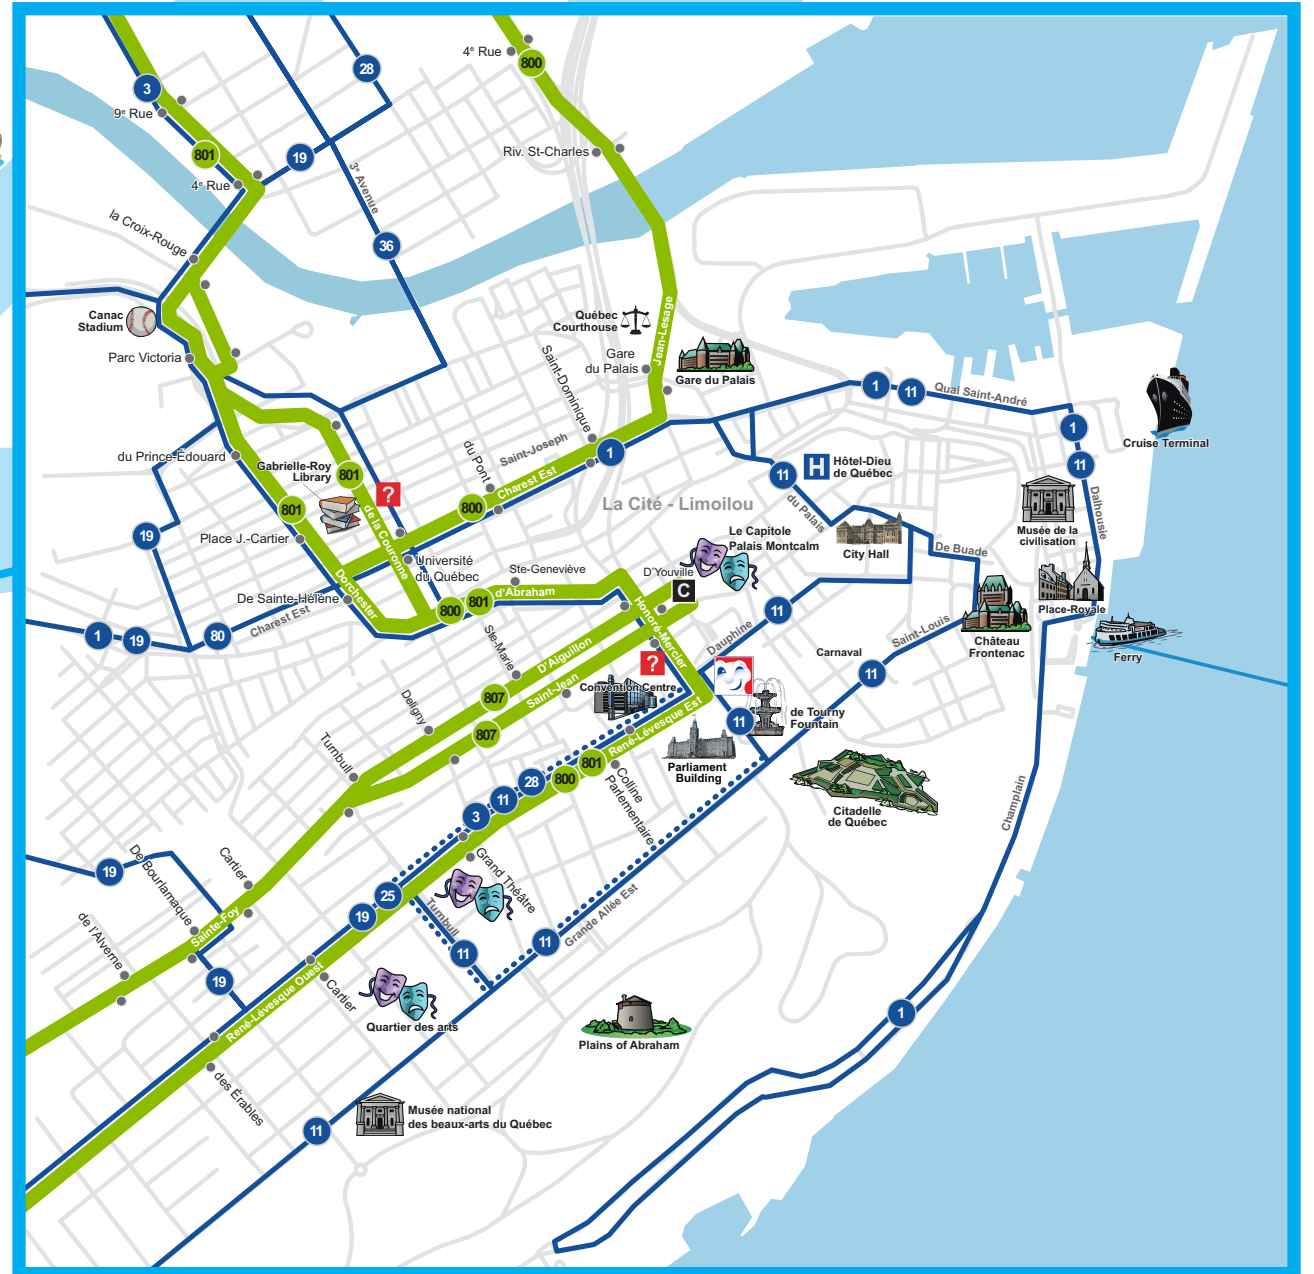 4e Rue
800
28
3
9e Rue
801
4e Rue
19
3e Avenue
Riv. St-Charles
la Croix-Rouge
36
Canac
Stadium
Parc Victoria
Québec
Courthouse
Gare
du Palais
Jean-Lesage
Gare du Palais
Saint-Dominique
1
11
Quai Saint-André
1
11
Dalhousie
Cruise Terminal
du Prince-Édouard
Gabrielle-Roy
Library
801
?
du Pont
Saint-Joseph
Charest Est
1
800
H
Hôtel-Dieu
de Québec
11
du Palais
La Cité - Limoilou
801
de la Couronne
19
Place J.-Cartier
Université
du Québec
Le Capitole
Palais Montcalm
City Hall
De Buade
Musée de la
civilisation
Place-Royale
Ferry
Château
Frontenac
Dorchester
De Sainte-Hélène
Charest Est
1
19
80
Ste-Geneviève
800
801
d'Abraham
D'Youville
C
Honoré-Mercier
Dauphine
11
Saint-Louis
Carnaval
11
Ste-Marie
D'Aiguillon
Saint-Jean
807
807
?
Convention Centre
11
de Tourny
Fountain
Deligny
Turnbull
René-Lévesque Est
Parliament
Building
801
800
28
11
3
Colline
Parlementaire
Citadelle
de Québec
Champlain
19
De Bourlamaque
Cartier
de l'Alverne
Sainte-Foy
19
25
19
Grand Théâtre
Turnbull
11
11
Grande Allée Est
René-Lévesque Ouest
Cartier
Quartier des arts
Plains of Abraham
1
des Érables
Musée national
des beaux-arts du Québec
11